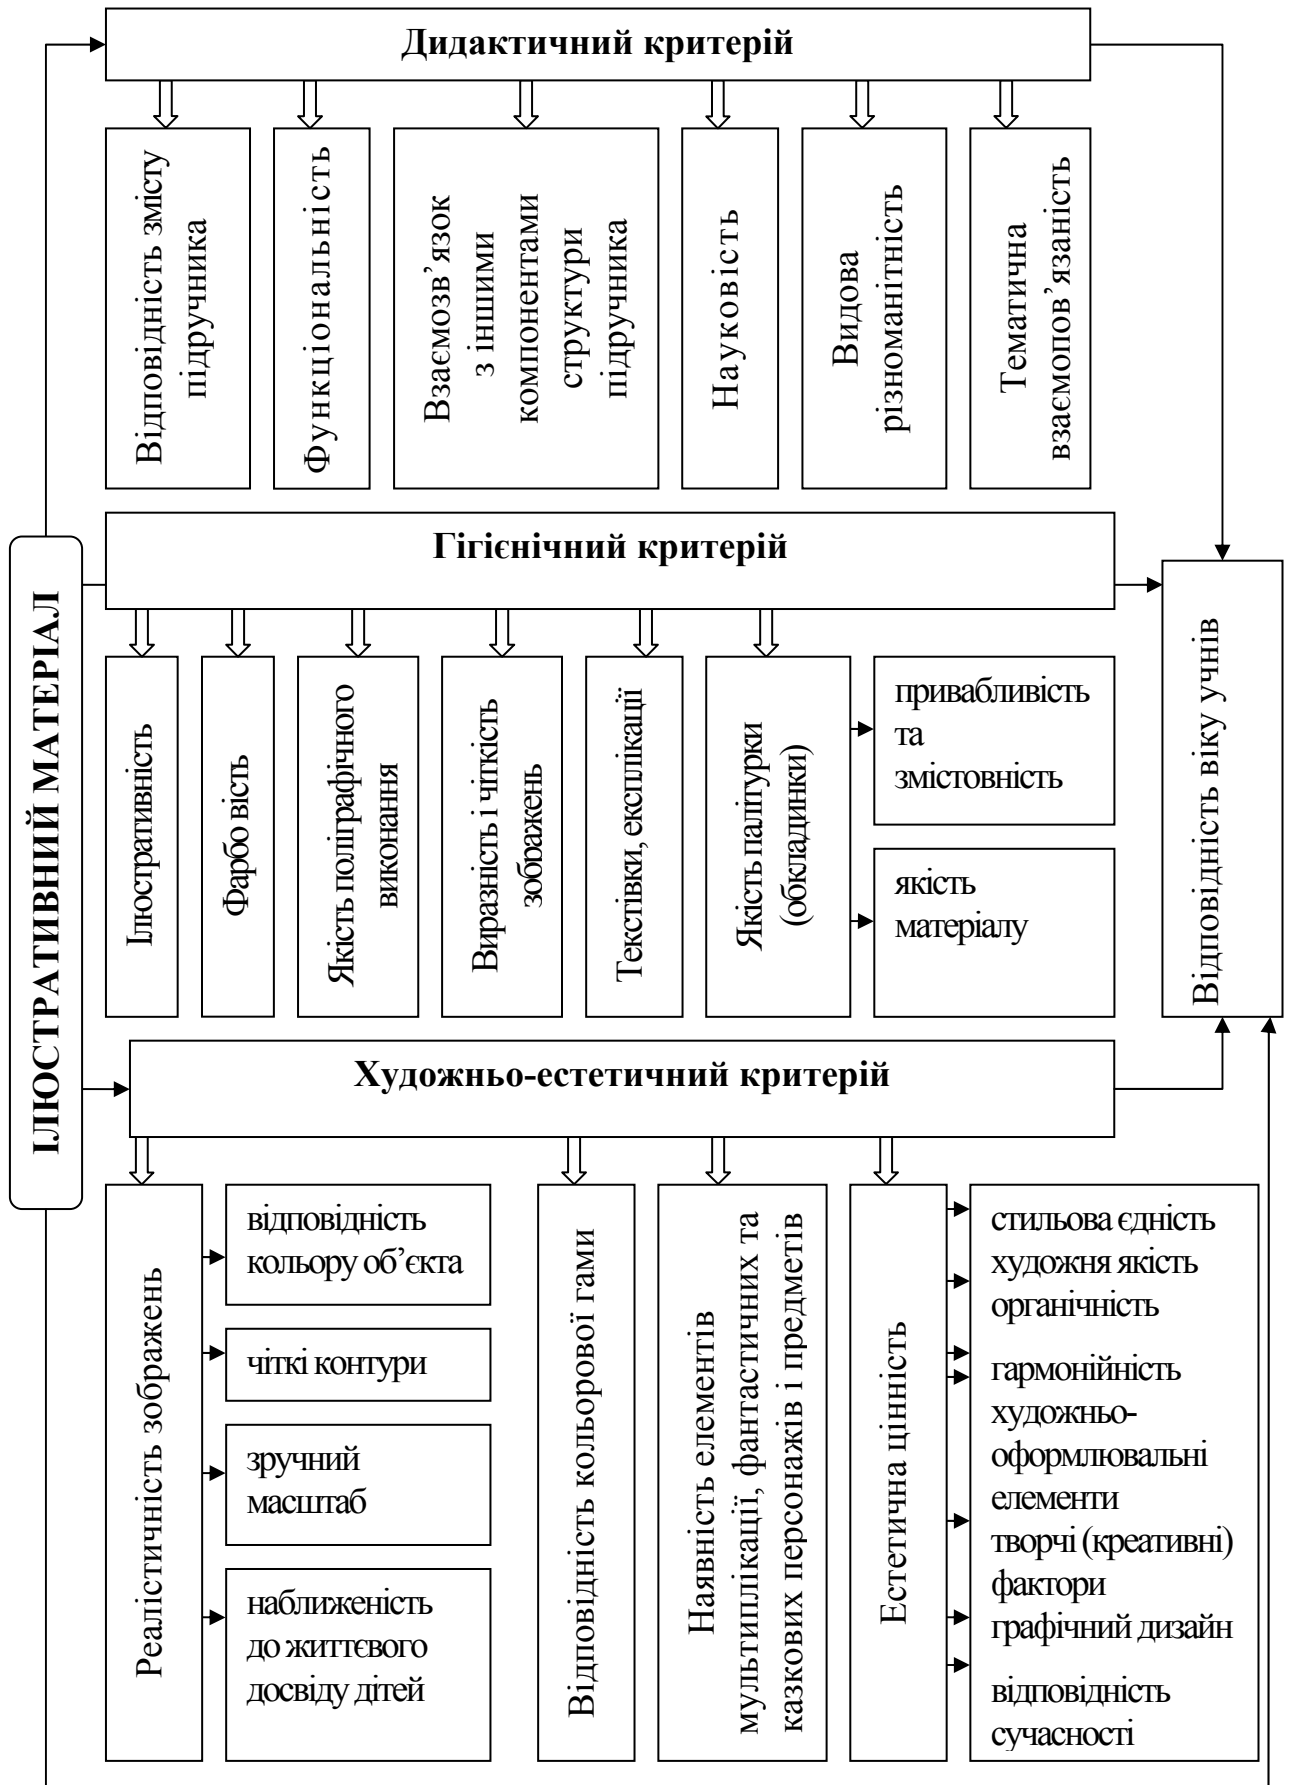 Дидактичний критерій
Відповідність змісту
підручника
Функціональність
Взаємозв’язок
з іншими
компонентами
структури
підручника
Науковість
Видова
різноманітність
Тематична
взаємопов’язаність
ІЛЮСТРАТИВНИЙ МАТЕРІАЛ
Гігієнічний критерій
Ілюстративність
Фарбо вість
Якість поліграфічного
виконання
Виразність і чіткість
зображень
Текстівки, експлікації
Якість палітурки
(обкладинки)
привабливість
та
змістовність
якість
матеріалу
Відповідність віку учнів
Художньо-естетичний критерій
Реалістичність зображень
відповідність
кольору об’єкта
чіткі контури
зручний
масштаб
наближеність
до життєвого
досвіду дітей
Відповідність кольорової гами
Наявність елементів
мультиплікації, фантастичних та
казкових персонажів і предметів
Естетична цінність
стильова єдність
художня якість
органічність
гармонійність
художньо-
оформлювальні
елементи
творчі (креативні)
фактори
графічний дизайн
відповідність
сучасності